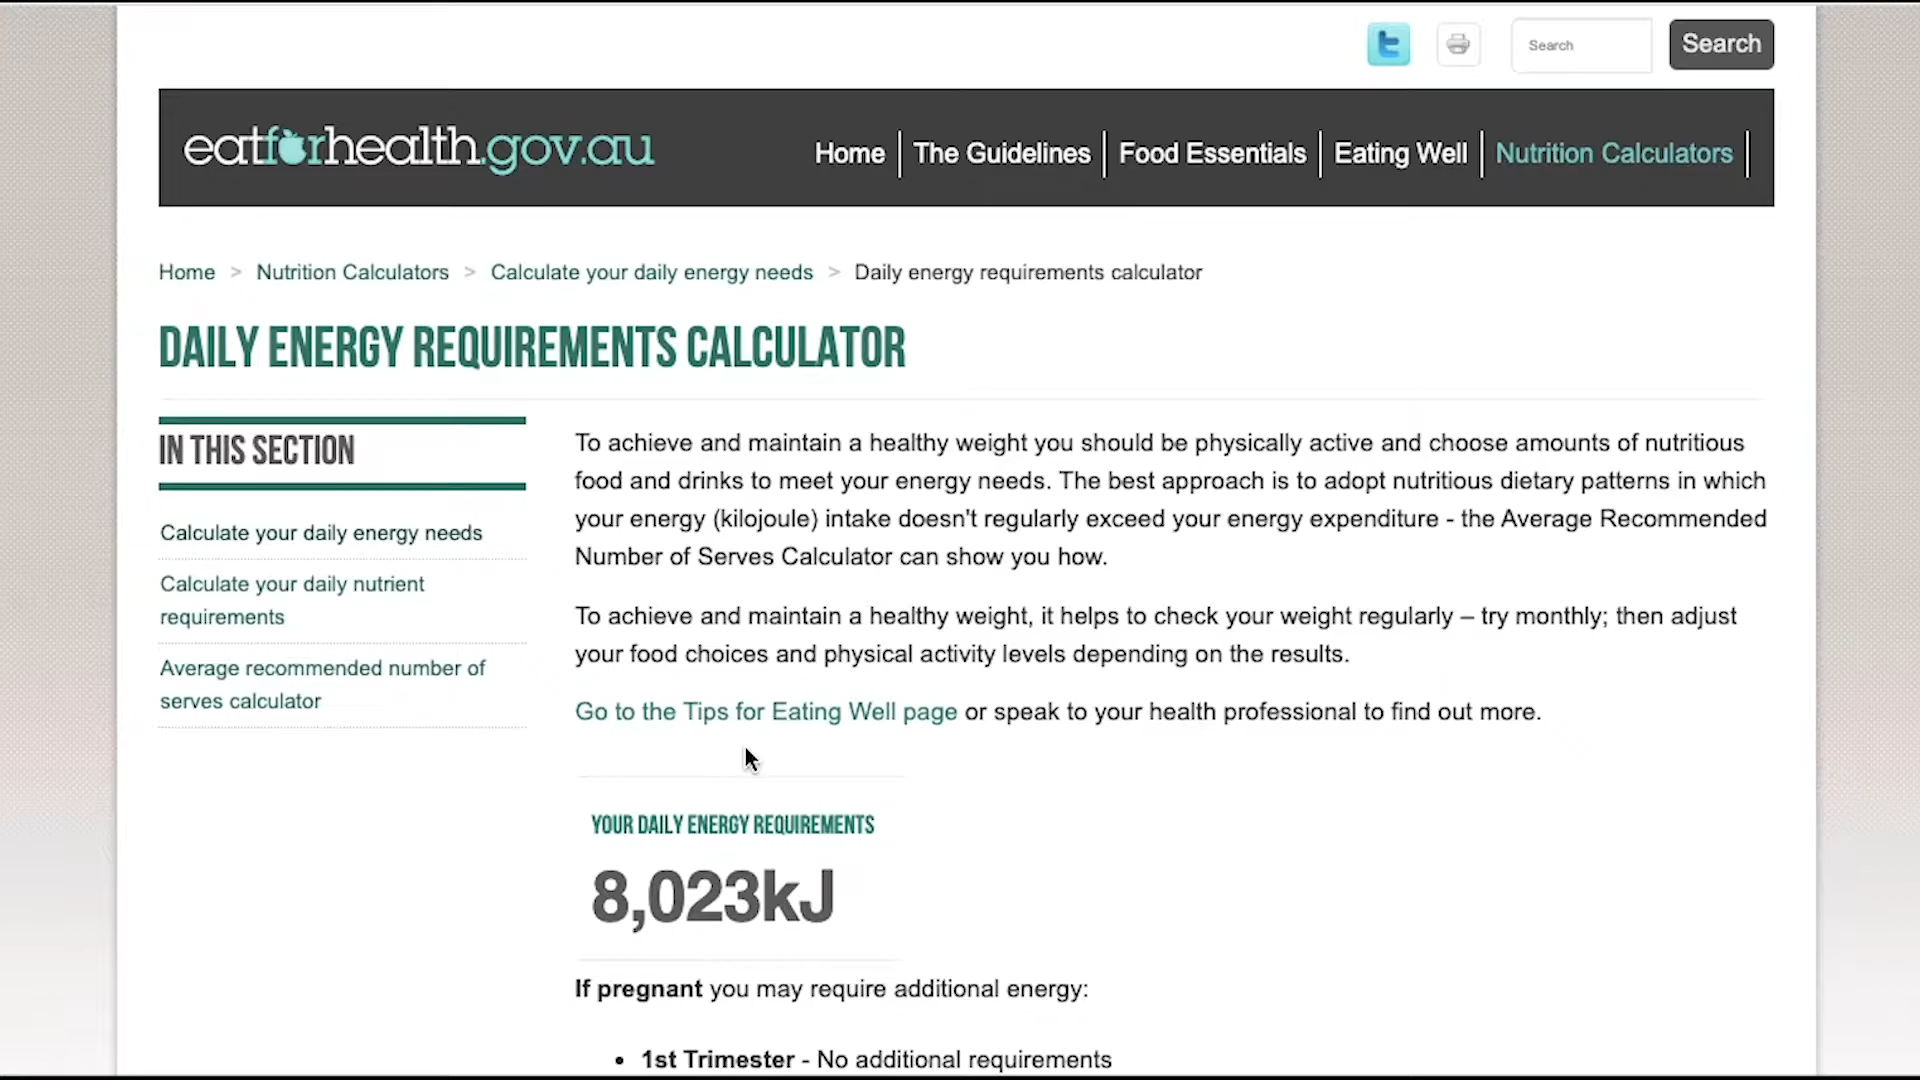 Search
Search
eatforhealth.gov.au
Home
The Guidelines
Food Essentials
Eating Well
Nutrition Calculators
Home > Nutrition Calculators > Calculate your daily energy needs > Daily energy requirements calculator
DAILY ENERGY REQUIREMENTS CALCULATOR
IN THIS SECTION
Calculate your daily energy needs
Calculate your daily nutrient
requirements
Average recommended number of
serves calculator
To achieve and maintain a healthy weight you should be physically active and choose amounts of nutritious
food and drinks to meet your energy needs. The best approach is to adopt nutritious dietary patterns in which
your energy (kilojoule) intake doesn't regularly exceed your energy expenditure - the Average Recommended
Number of Serves Calculator can show you how.
To achieve and maintain a healthy weight, it helps to check your weight regularly – try monthly; then adjust
your food choices and physical activity levels depending on the results.
Go to the Tips for Eating Well page or speak to your health professional to find out more.
YOUR DAILY ENERGY REQUIREMENTS
8,023kJ
If pregnant you may require additional energy:
• 1st Trimester - No additional requirements